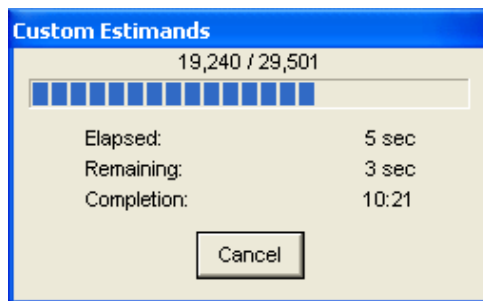 Custom Estimands
19,240 / 29,501
Elapsed: 5 sec
Remaining: 3 sec
Completion: 10:21
Cancel